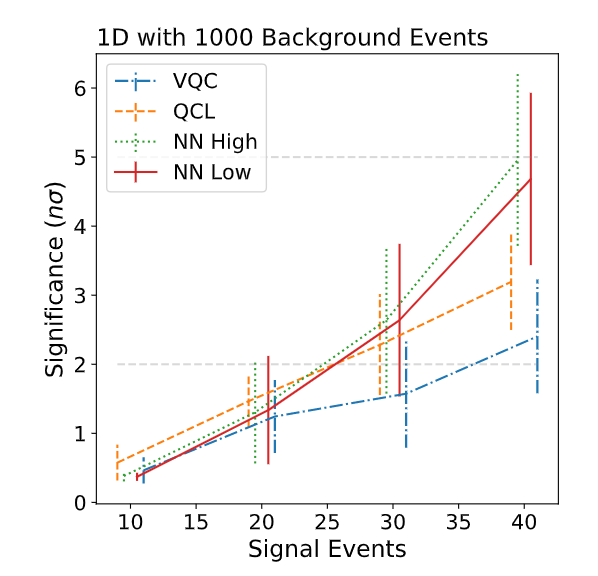 1D with 1000 Background Events
VQC
QCL
NN High
NN Low
Significance (nσ)
6
5
4
3
2
1
0
10 15 20 25 30 35 40
Signal Events